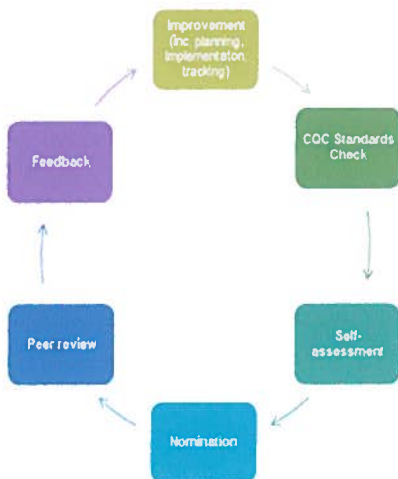 Improvement
(inc planning,
implementation,
tracking)
CQC Standards
Check
Self-
assessment
Nomination
Peer review
Feedback